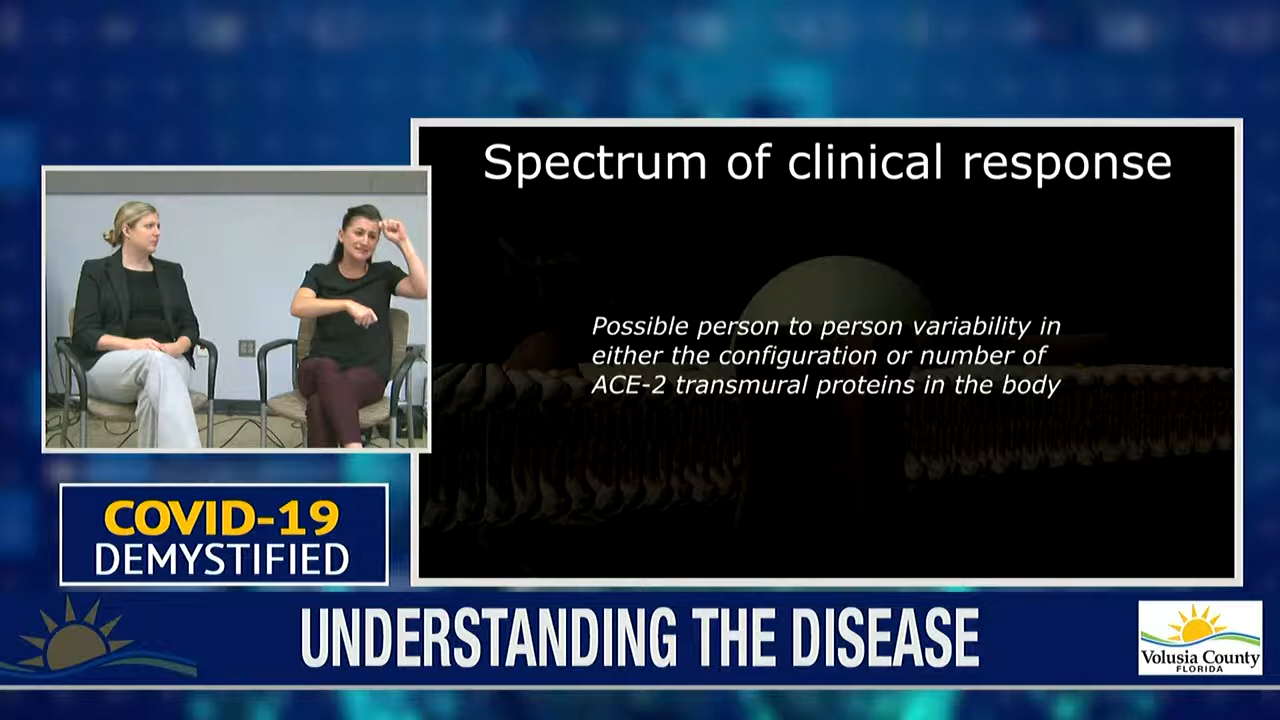 Spectrum of clinical response
Possible person to person variability in
either the configuration or number of
ACE-2 transmural proteins in the body
COVID-19
DEMYSTIFIED
UNDERSTANDING THE DISEASE
Volusia County
FLORIDA